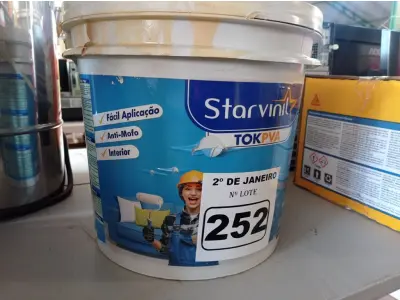 Starvinil
TOKPVA
Fácil Aplicação
Anti-Mofo
Interior
2º DE JANEIRO
Nº LOTE
252